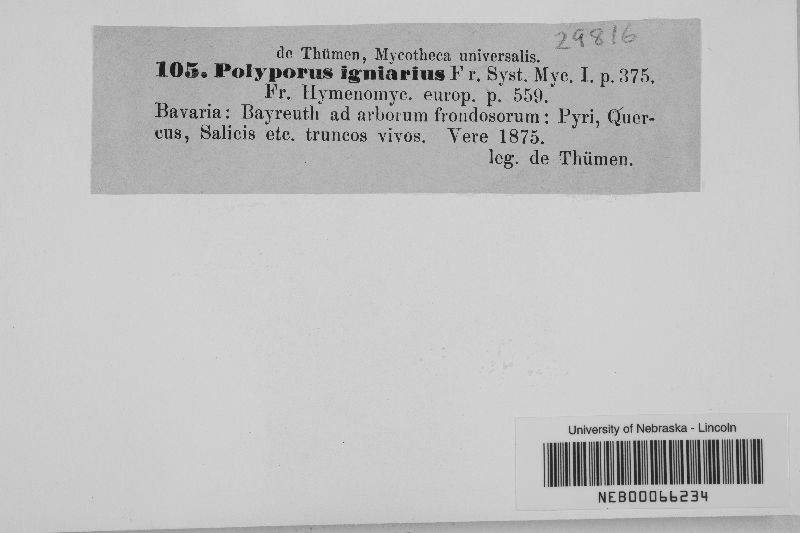 29816
de Thümen, Mycotheca universalis.
105. Polyporus igniarius Fr. Syst. Myc. I. p. 375.
Fr. Hymenomyc. europ. p. 559.
Bavaria: Bayreuth ad arborum frondosorum: Pyri, Quer-
cus, Salicis etc. truncos vivos. Vere 1875.
leg. de Thümen.
University of Nebraska - Lincoln
NEB00066234